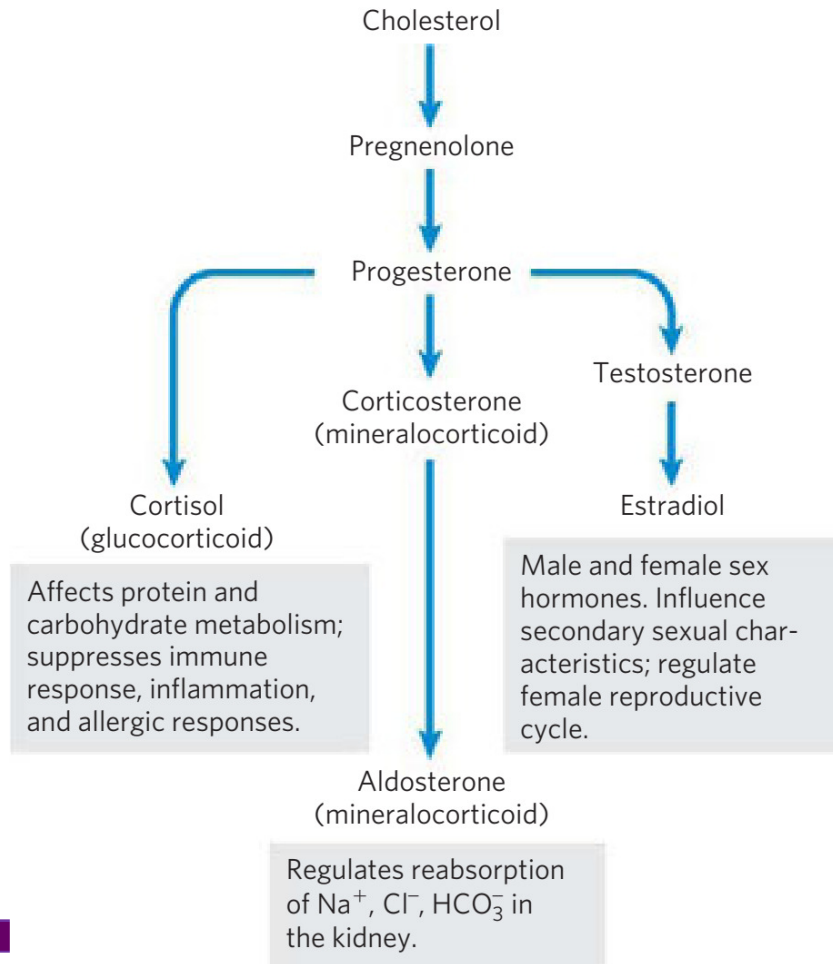 Cholesterol
Pregnenolone
Progesterone
Testosterone
Corticosterone
(mineralocorticoid)
Cortisol
(glucocorticoid)
Affects protein and
carbohydrate metabolism;
suppresses immune
response, inflammation,
and allergic responses.
Estradiol
Male and female sex
hormones. Influence
secondary sexual char-
acteristics; regulate
female reproductive
cycle.
Aldosterone
(mineralocorticoid)
Regulates reabsorption
of Na⁺, Cl⁻, HCO₃⁻ in
the kidney.